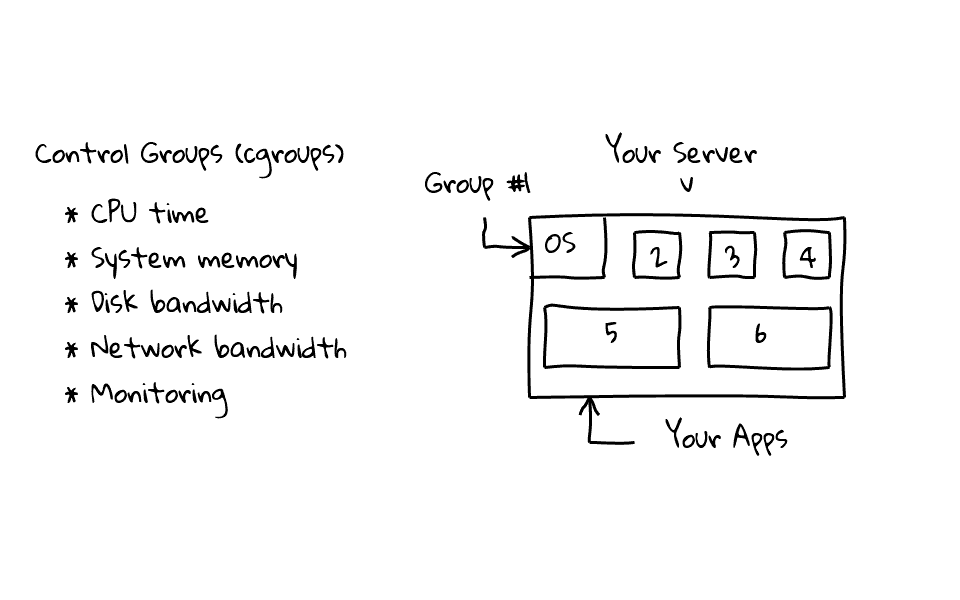 Control Groups (cgroups)
* CPU time
* System memory
* Disk bandwidth
* Network bandwidth
* Monitoring
Your Server
Group #1
OS
2
3
4
5
6
Your Apps